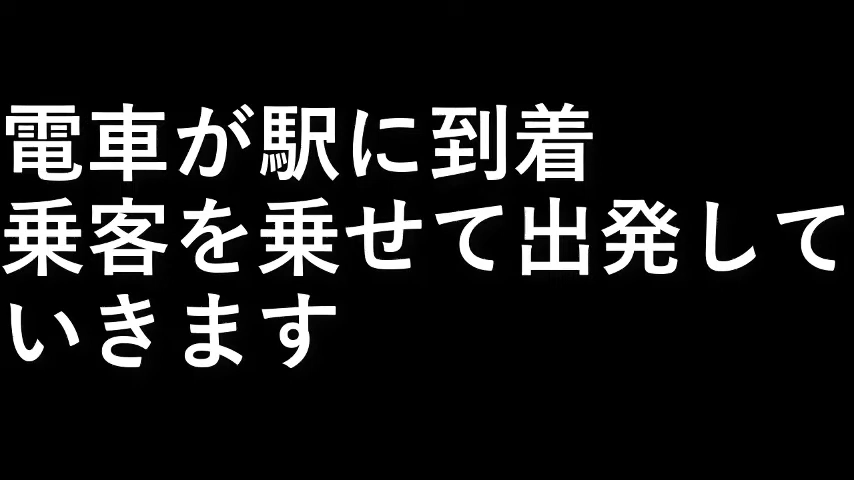 電車が駅に到着
乗客を乗せて出発して
いきます